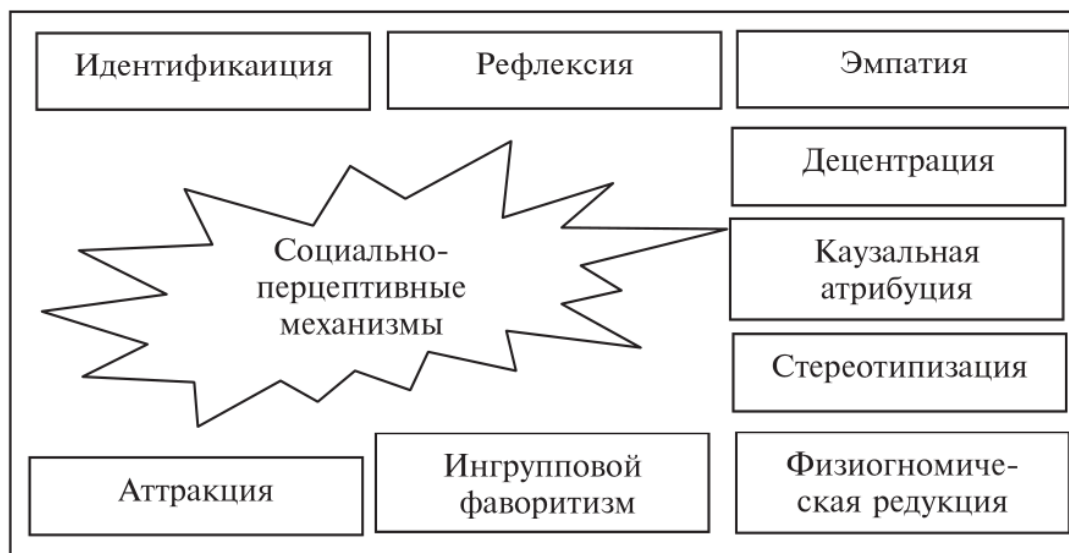 Идентификаиция
Рефлексия
Эмпатия
Децентрация
Социально-
перцептивные
механизмы
Каузальная
атрибуция
Стереотипизация
Аттракция
Ингрупповой
фаворитизм
Физиогномиче-
ская редукция